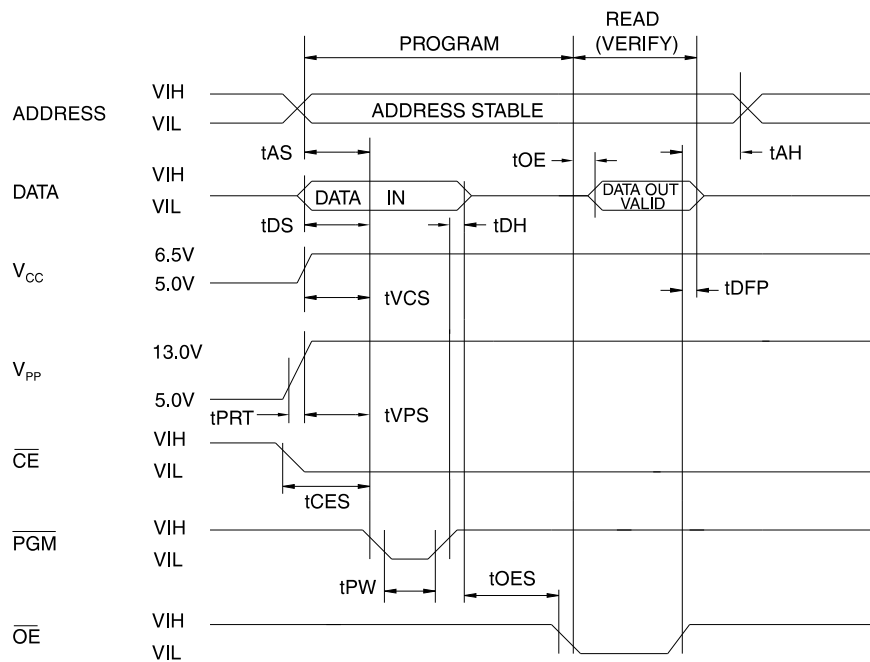 READ
PROGRAM (VERIFY)
ADDRESS VIH
VIL ADDRESS STABLE
tAS tOE tAH
DATA VIH
VIL DATA IN DATA OUT
VALID
tDS tDH
VCC 6.5V
5.0V tVCS tDFP
VPP 13.0V
5.0V
tPRT tVPS
CE VIH
VIL
tCES
PGM VIH
VIL
tPW tOES
OE VIH
VIL